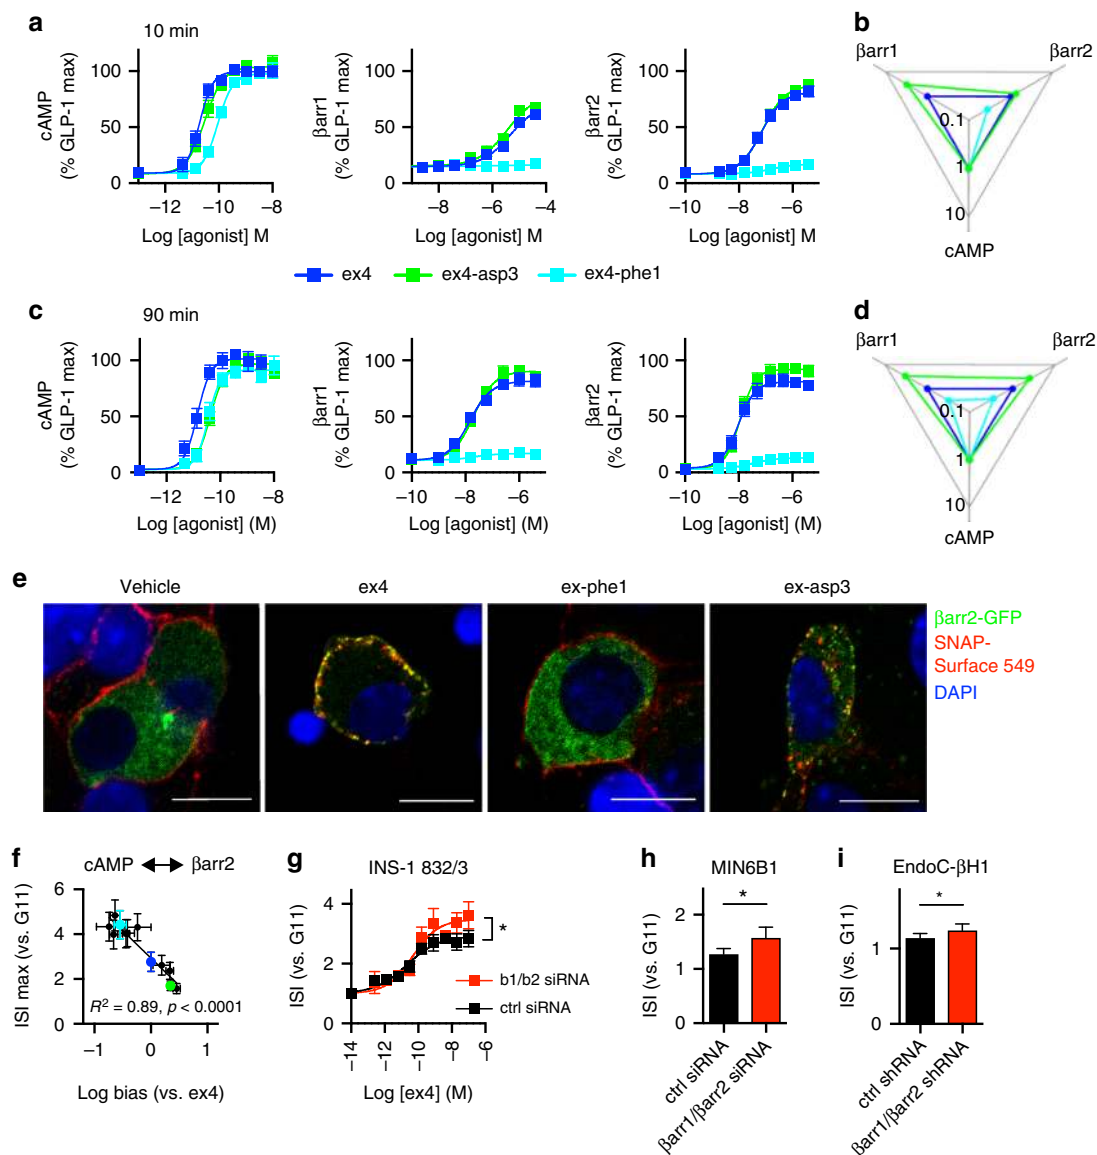 a
10 min
cAMP
(% GLP-1 max)
100
50
0
−12
−10
−8
Log [agonist] M
βarr1
(% GLP-1 max)
100
50
0
−8
−6
−4
Log [agonist] M
βarr2
(% GLP-1 max)
100
50
0
−10
−8
−6
Log [agonist] M
b
βarr1
βarr2
0.1
1
10
cAMP
ex4
ex4-asp3
ex4-phe1
c
90 min
cAMP
(% GLP-1 max)
100
50
0
−12
−10
−8
Log [agonist] (M)
βarr1
(% GLP-1 max)
100
50
0
−10
−8
−6
Log [agonist] (M)
βarr2
(% GLP-1 max)
100
50
0
−10
−8
−6
Log [agonist] (M)
d
βarr1
βarr2
0.1
1
10
cAMP
e
Vehicle
ex4
ex-phe1
ex-asp3
βarr2-GFP
SNAP-
Surface 549
DAPI
f
cAMP
βarr2
ISI max (vs. G11)
6
4
2
0
R² = 0.89, p < 0.0001
−1
0
1
Log bias (vs. ex4)
g
INS-1 832/3
ISI (vs. G11)
4
3
2
1
0
*
b1/b2 siRNA
ctrl siRNA
−14
−12
−10
−8
−6
Log [ex4] (M)
h
MIN6B1
*
ISI (vs. G11)
2
1
0
ctrl siRNA
βarr1/βarr2 siRNA
i
EndoC-βH1
*
ISI (vs. G11)
1
0
ctrl shRNA
βarr1/βarr2 shRNA